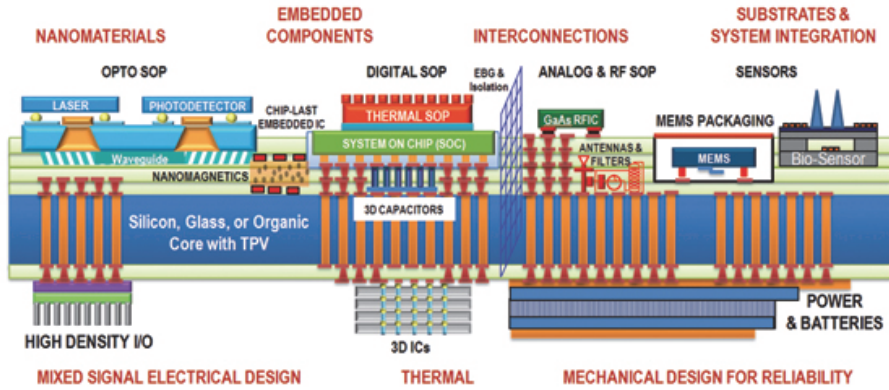 NANOMATERIALS
EMBEDDED
COMPONENTS
INTERCONNECTIONS
SUBSTRATES &
SYSTEM INTEGRATION
OPTO SOP
DIGITAL SOP
EBG &
Isolation
ANALOG & RF SOP
SENSORS
LASER
PHOTODETECTOR
CHIP-LAST
EMBEDDED IC
THERMAL SOP
GaAs RFIC
MEMS PACKAGING
SYSTEM ON CHIP (SOC)
ANTENNAS
& FILTERS
Waveguide
MEMS
Bio-Sensor
NANOMAGNETICS
3D CAPACITORS
Silicon, Glass, or Organic
Core with TPV
HIGH DENSITY I/O
3D ICs
POWER
& BATTERIES
MIXED SIGNAL ELECTRICAL DESIGN
THERMAL
MECHANICAL DESIGN FOR RELIABILITY